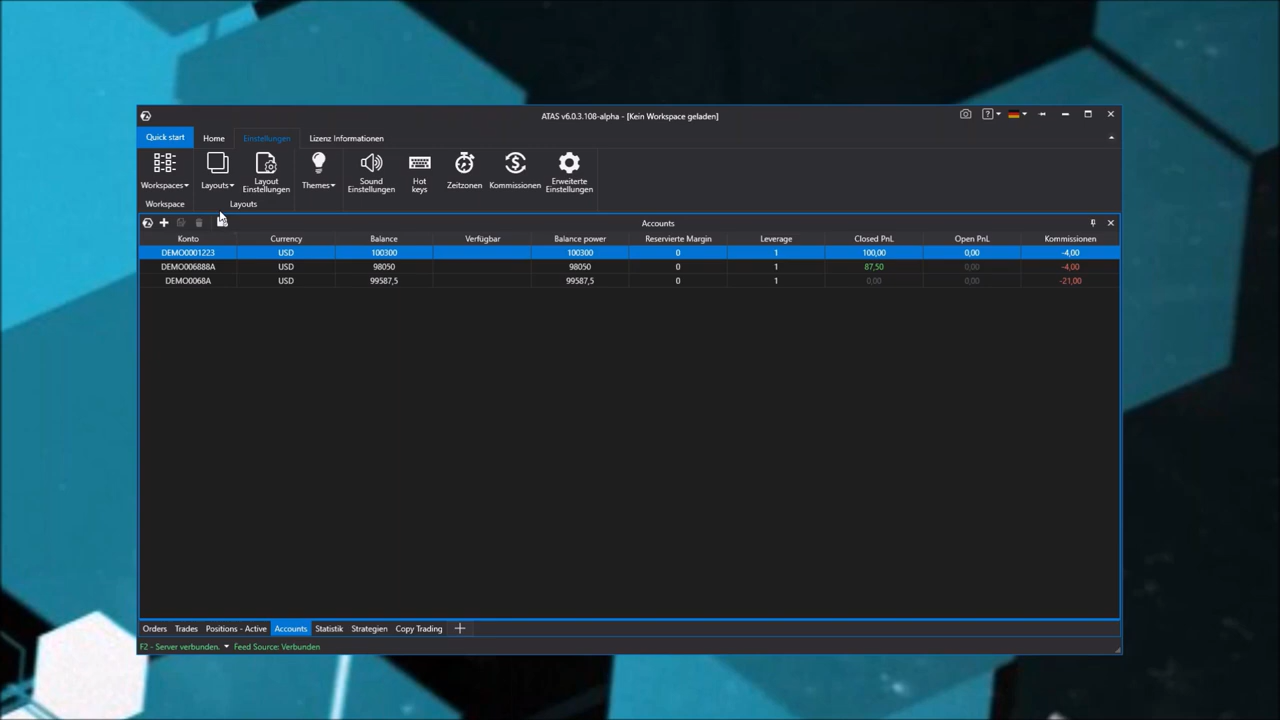 ATAS v6.0.3.108-alpha - [Kein Workspace geladen]
Quick start Home Einstellungen Lizenz Informationen
Workspaces
Layouts
Layout Einstellungen
Themes
Sound Einstellungen
Hot keys
Zeitzonen
Kommissionen
Erweiterte Einstellungen
Workspace Layouts
Accounts
Konto Currency Balance Verfügbar Balance power Reservierte Margin Leverage Closed PnL Open PnL Kommissionen
DEMO0001223 USD 100300 100300 0 1 100,00 0,00 -4,00
DEMO006888A USD 98050 98050 0 1 87,50 0,00 -4,00
DEMO0068A USD 99587,5 99587,5 0 1 0,00 0,00 -21,00
Orders Trades Positions - Active Accounts Statistik Strategien Copy Trading
F2 - Server verbunden. Feed Source: Verbunden